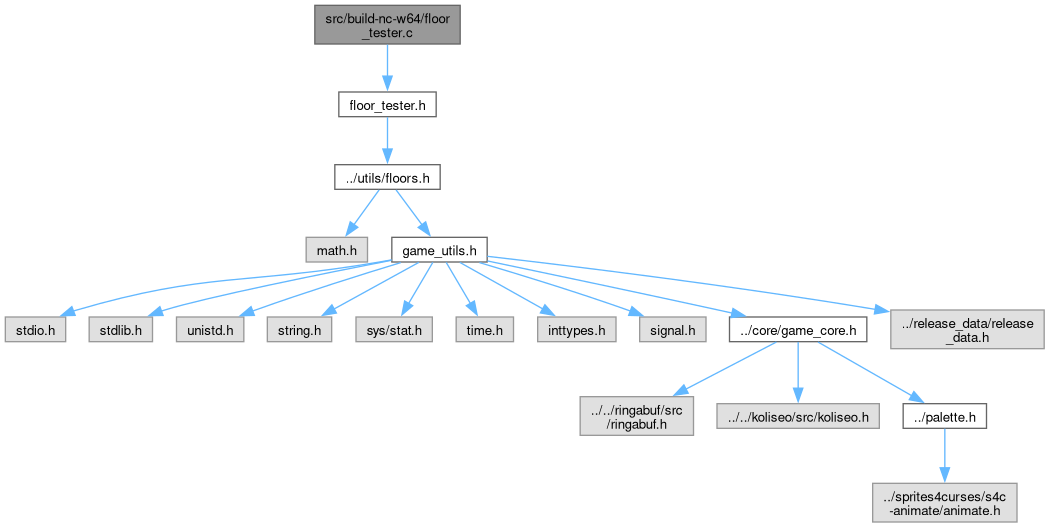 src/build-nc-w64/floor
_tester.c
floor_tester.h
../utils/floors.h
math.h
game_utils.h
stdio.h
stdlib.h
unistd.h
string.h
sys/stat.h
time.h
inttypes.h
signal.h
../core/game_core.h
../release_data/release
_data.h
../../ringabuf/src
/ringabuf.h
../../koliseo/src/koliseo.h
../palette.h
../sprites4curses/s4c
-animate/animate.h